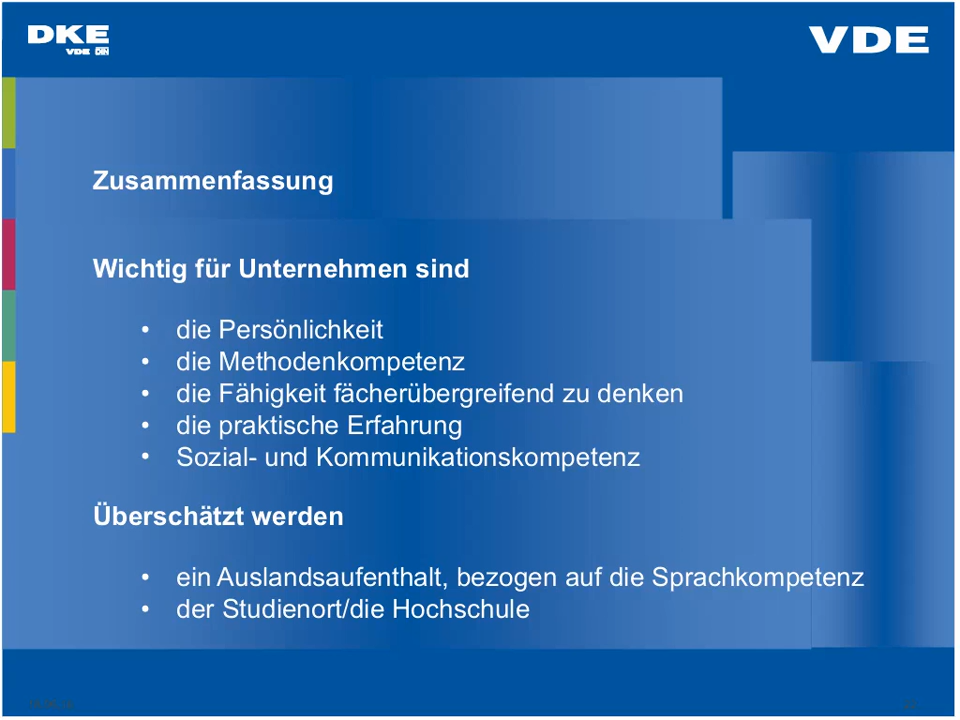 DKE
VDE DIN
VDE
Zusammenfassung
Wichtig für Unternehmen sind
• die Persönlichkeit
• die Methodenkompetenz
• die Fähigkeit fächerübergreifend zu denken
• die praktische Erfahrung
• Sozial- und Kommunikationskompetenz
Überschätzt werden
• ein Auslandsaufenthalt, bezogen auf die Sprachkompetenz
• der Studienort/die Hochschule